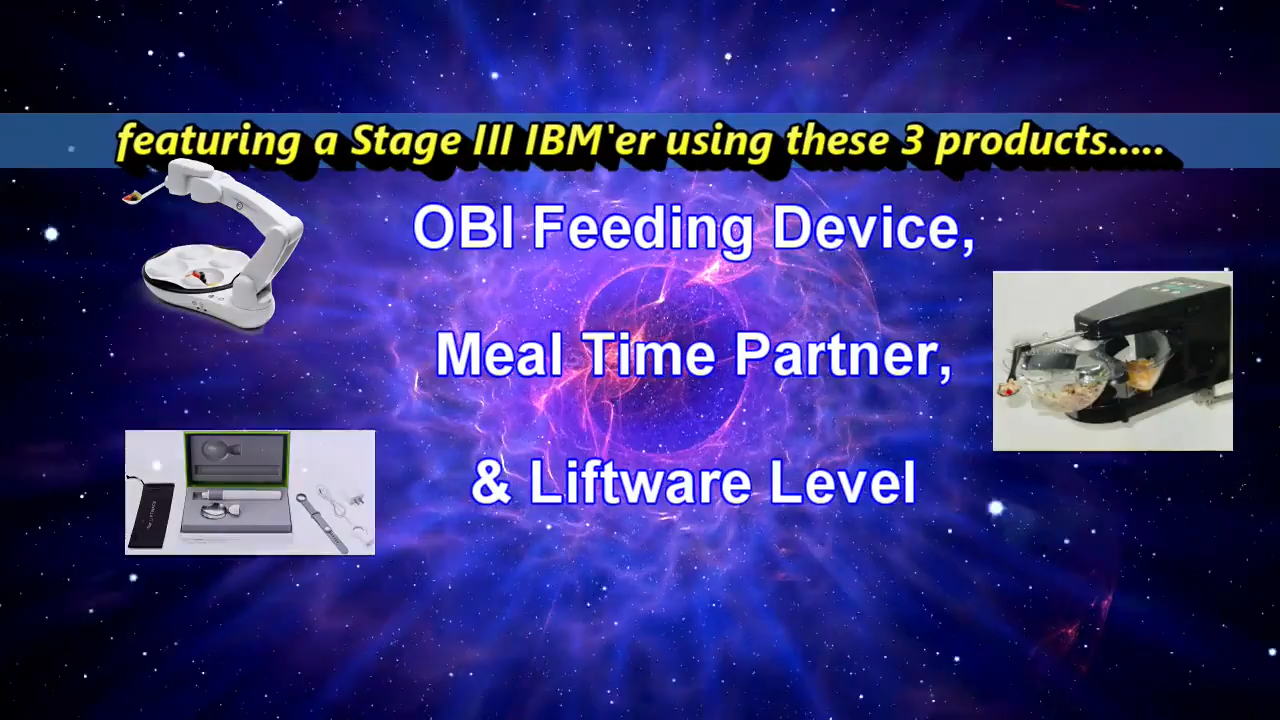 featuring a Stage III IBM'er using these 3 products.....
OBI Feeding Device,
Meal Time Partner,
& Liftware Level